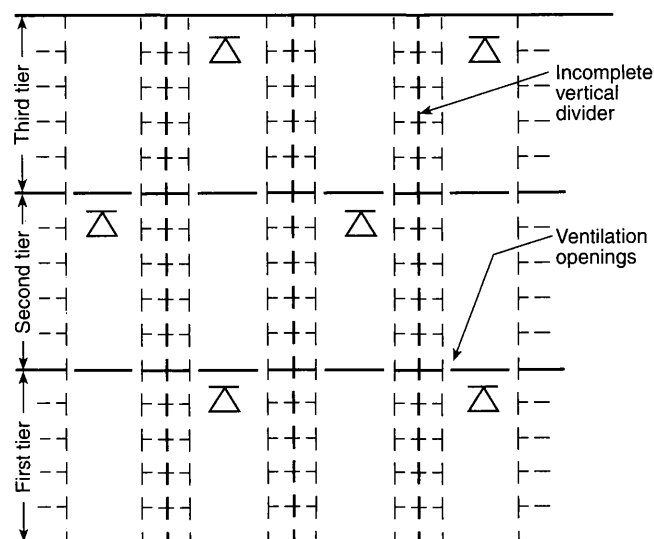 Third tier
Incomplete
vertical
divider
Second tier
Ventilation
openings
First tier